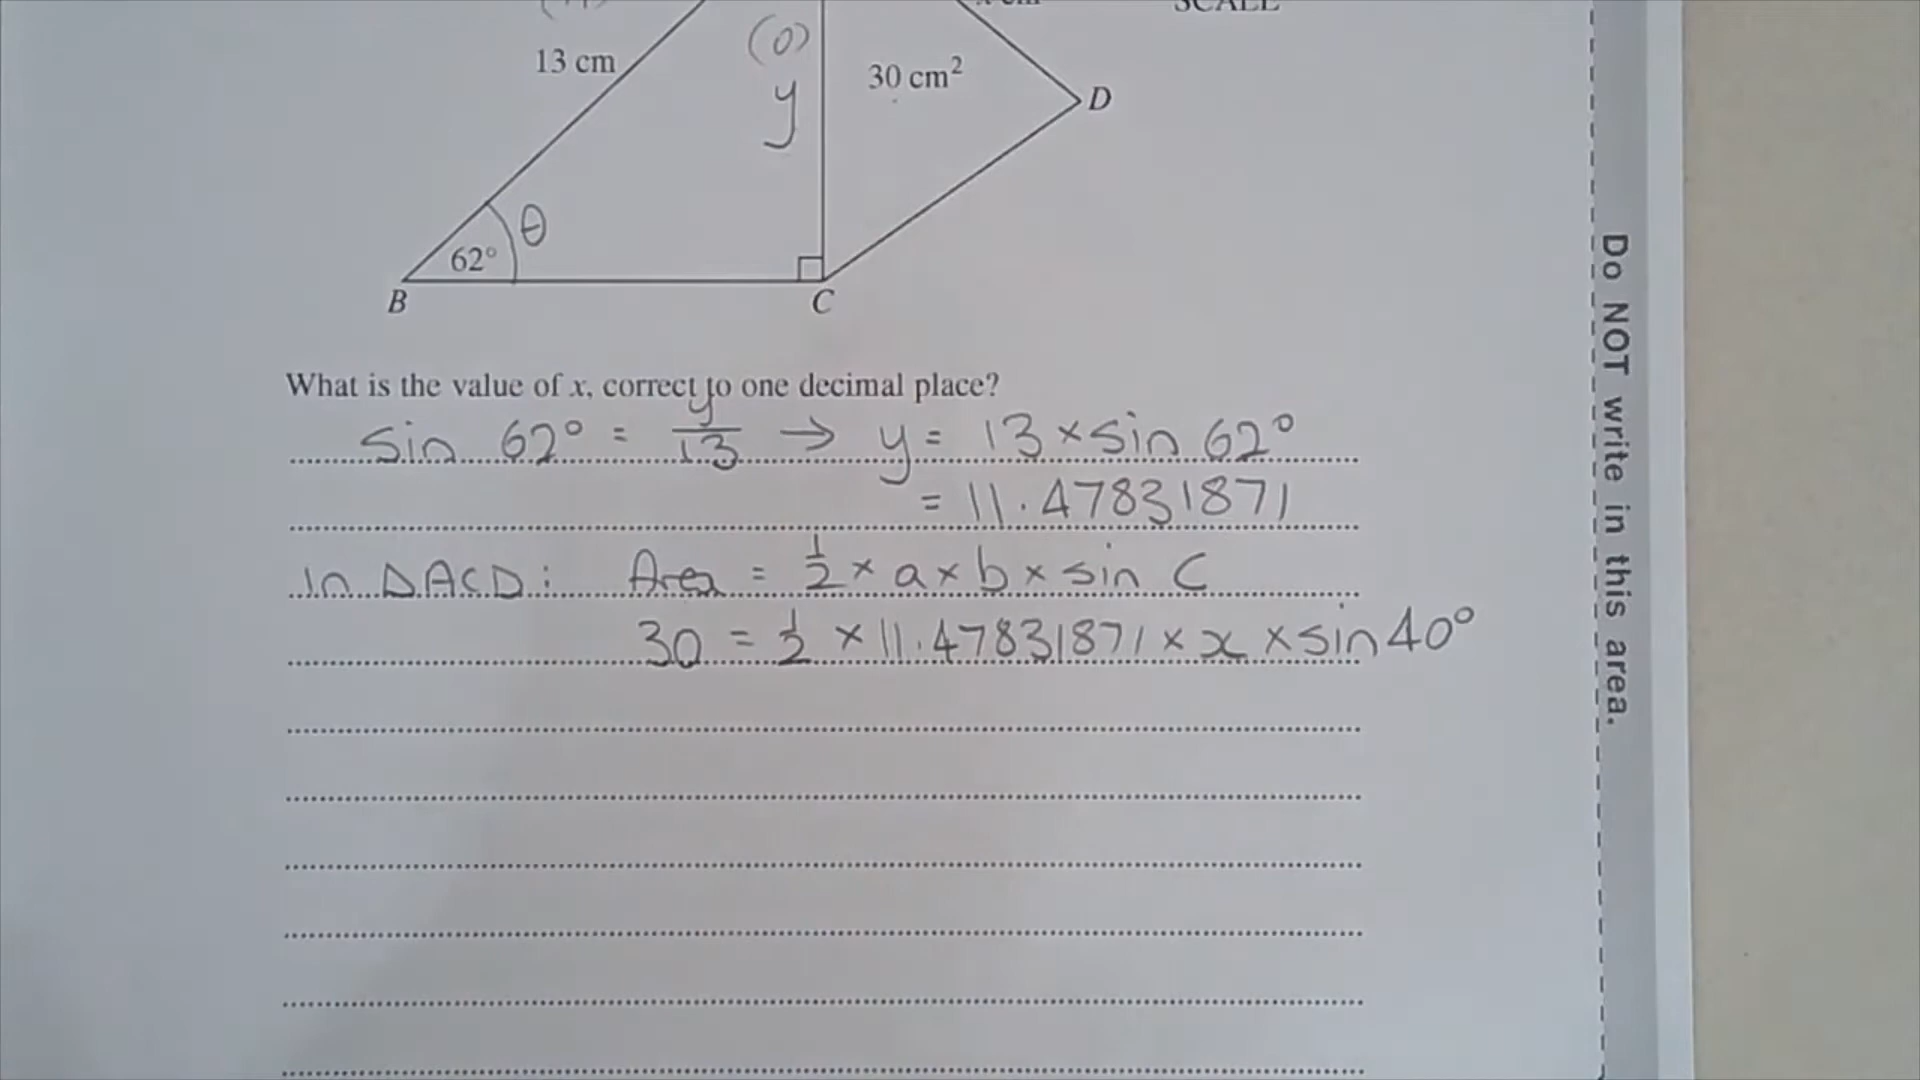 SCALE
(O)
13 cm
30 cm²
y
D
θ
62°
B
C
What is the value of x, correct to one decimal place?
sin 62° = y/13 → y = 13 × sin 62°
= 11.47831871
In ΔACD: Area = 1/2 × a × b × sin C
30 = 1/2 × 11.47831871 × x × sin 40°
Do NOT write in this area.